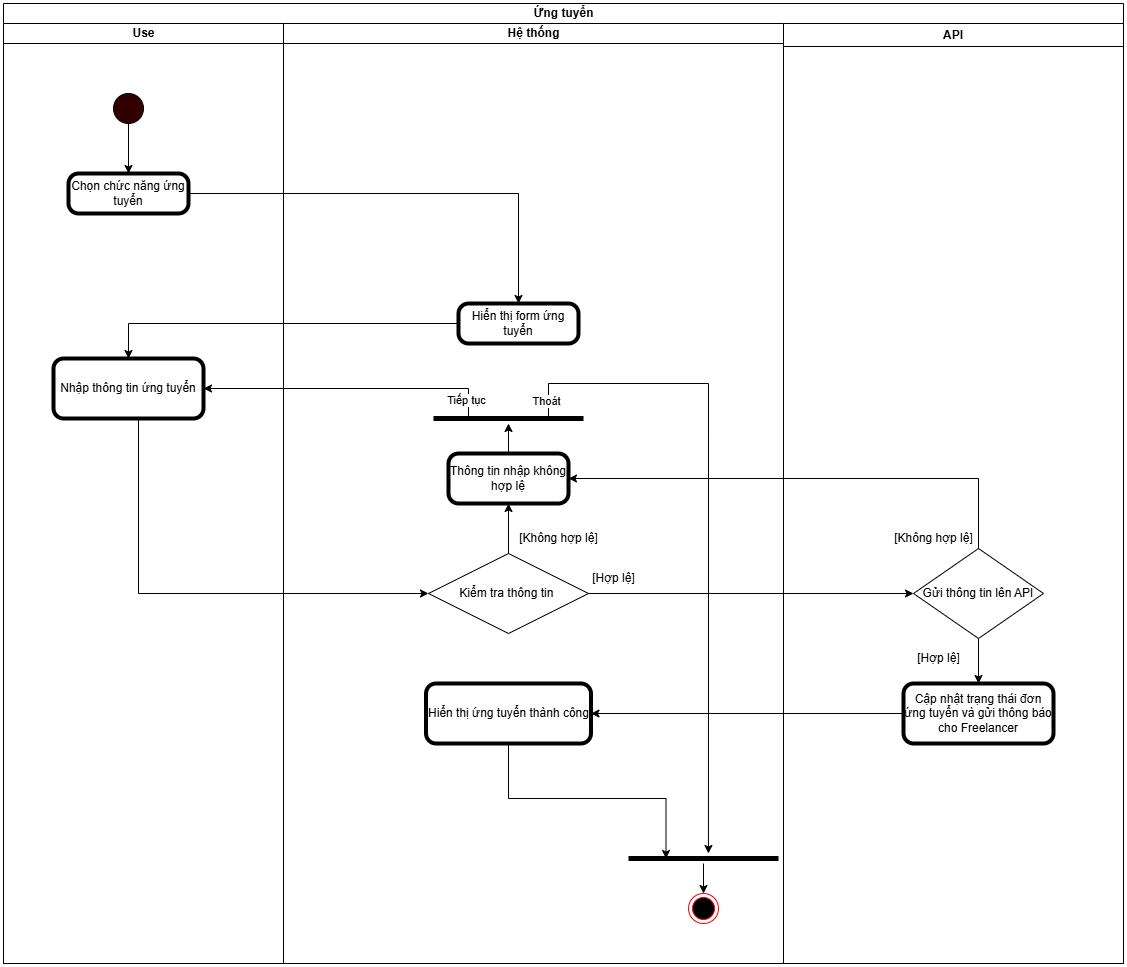 Ứng tuyển
Use
Hệ thống
API
Chọn chức năng ứng
tuyển
Hiển thị form ứng
tuyển
Nhập thông tin ứng tuyển
Tiếp tục
Thoát
Thông tin nhập không
hợp lệ
[Không hợp lệ]
[Không hợp lệ]
Kiểm tra thông tin
[Hợp lệ]
Gửi thông tin lên API
[Hợp lệ]
Hiển thị ứng tuyển thành công
Cập nhật trạng thái đơn
ứng tuyển và gửi thông báo
cho Freelancer